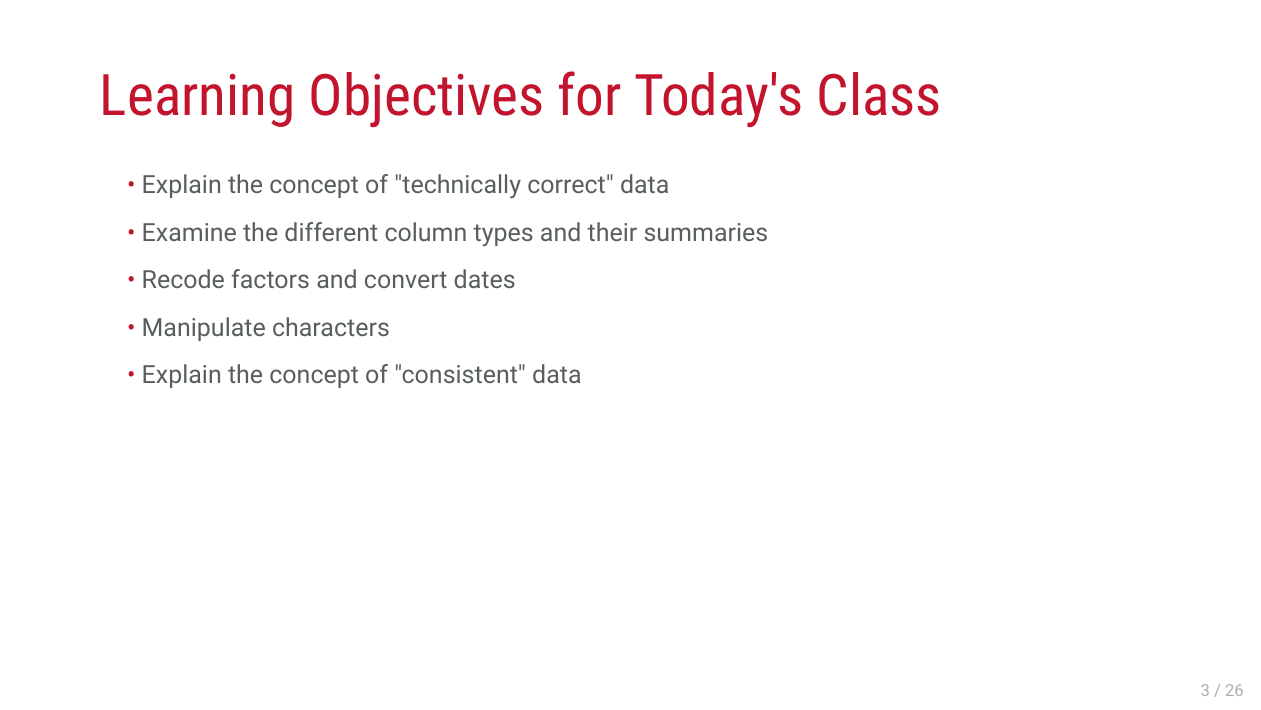 Learning Objectives for Today's Class
• Explain the concept of "technically correct" data
• Examine the different column types and their summaries
• Recode factors and convert dates
• Manipulate characters
• Explain the concept of "consistent" data
3 / 26